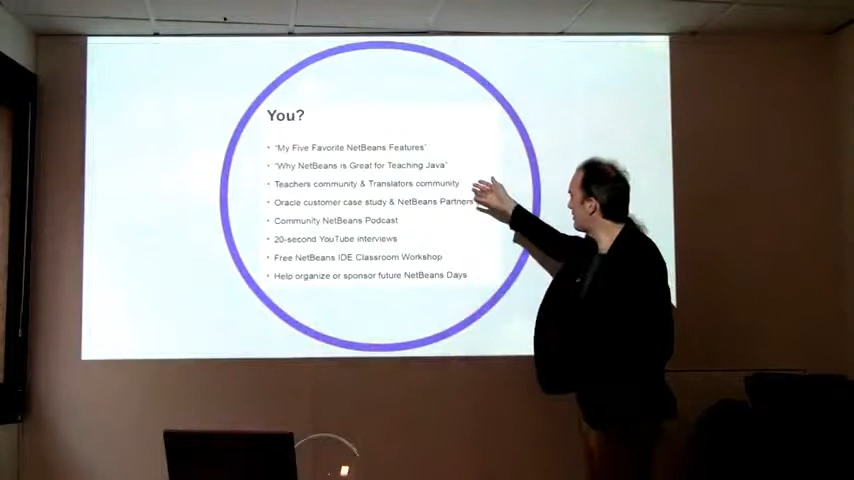 You?
• "My Five Favorite NetBeans Features"
• "Why NetBeans is Great for Teaching Java"
• Teachers community & Translators community
• Oracle customer case study & NetBeans Partners
• Community NetBeans Podcast
• 20-second YouTube interviews
• Free NetBeans IDE Classroom Workshop
• Help organize or sponsor future NetBeans Days